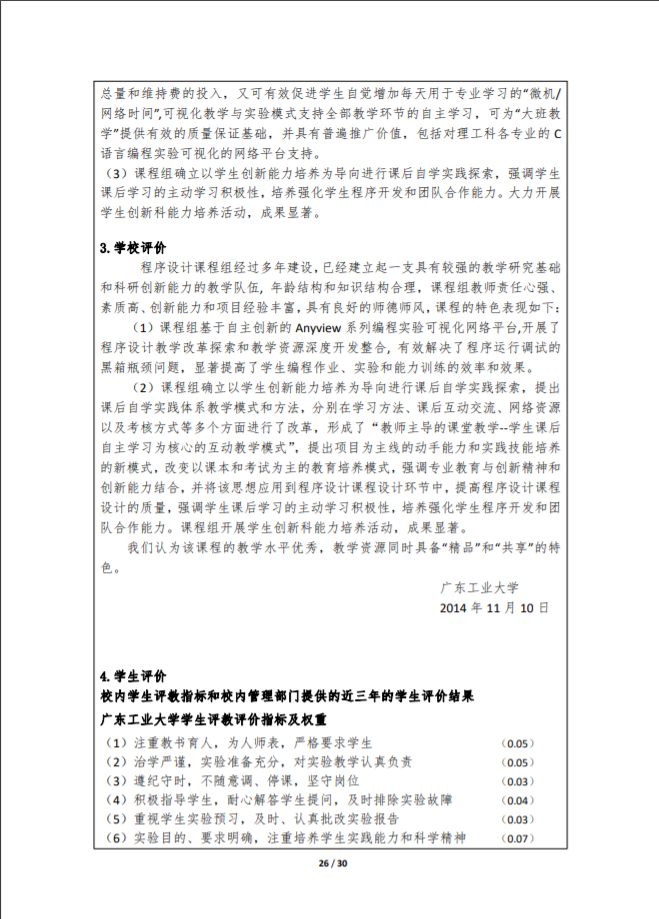 总量和维持费的投入，又可有效促进学生自觉增加每天用于专业学习的“微机/
网络时间”,可视化教学与实验模式支持全部教学环节的自主学习，可为“大班教
学”提供有效的质量保证基础，并具有普遍推广价值，包括对理工科各专业的 C
语言编程实验可视化的网络平台支持。
（3）课程组确立以学生创新能力培养为导向进行课后自学实践探索，强调学生
课后学习的主动学习积极性，培养强化学生程序开发和团队合作能力。大力开展
学生创新科能力培养活动，成果显著。
3.学校评价
程序设计课程组经过多年建设,已经建立起一支具有较强的教学研究基础
和科研创新能力的教学队伍, 年龄结构和知识结构合理，课程组教师责任心强、
素质高、创新能力和项目经验丰富,具有良好的师德师风,课程的特色表现如下:
（1）课程组基于自主创新的 Anyview 系列编程实验可视化网络平台,开展了
程序设计教学改革探索和教学资源深度开发整合, 有效解决了程序运行调试的
黑箱瓶颈问题，显著提高了学生编程作业、实验和能力训练的效率和效果。
（2）课程组确立以学生创新能力培养为导向进行课后自学实践探索，提出
课后自学实践体系教学模式和方法，分别在学习方法、课后互动交流、网络资源
以及考核方式等多个方面进行了改革，形成了“教师主导的课堂教学--学生课后
自主学习为核心的互动教学模式”，提出项目为主线的动手能力和实践技能培养
的新模式，改变以课本和考试为主的教育培养模式，强调专业教育与创新精神和
创新能力结合，并将该思想应用到程序设计课程设计环节中，提高程序设计课程
设计的质量，强调学生课后学习的主动学习积极性，培养强化学生程序开发和团
队合作能力。课程组开展学生创新科能力培养活动，成果显著。
我们认为该课程的教学水平优秀，教学资源同时具备“精品”和“共享”的特
色。
广东工业大学
2014 年 11 月 10 日
4.学生评价
校内学生评教指标和校内管理部门提供的近三年的学生评价结果
广东工业大学学生评教评价指标及权重
（1）注重教书育人，为人师表，严格要求学生 （0.05）
（2）治学严谨，实验准备充分，对实验教学认真负责 （0.05）
（3）遵纪守时，不随意调、停课，坚守岗位 （0.03）
（4）积极指导学生，耐心解答学生提问，及时排除实验故障 （0.04）
（5）重视学生实验预习，及时、认真批改实验报告 （0.03）
（6）实验目的、要求明确，注重培养学生实践能力和科学精神 （0.07）
26 / 30